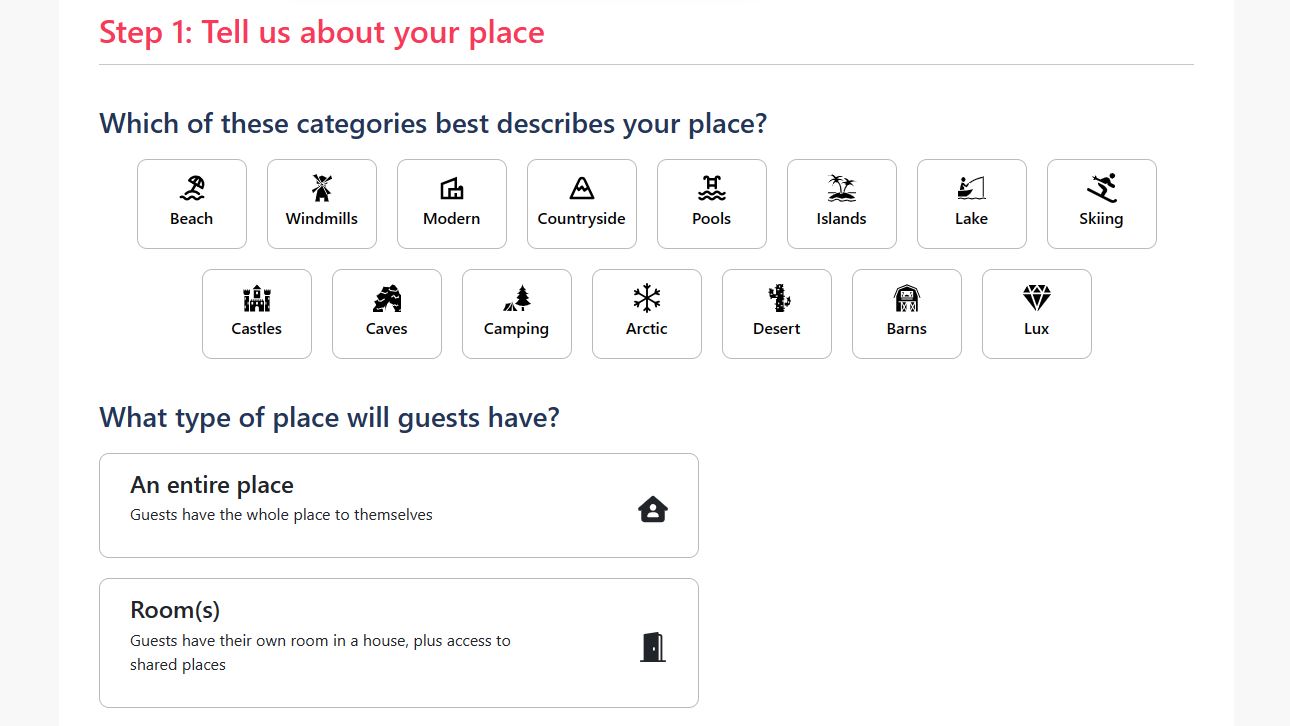 Step 1: Tell us about your place
Which of these categories best describes your place?
Beach Windmills Modern Countryside Pools Islands Lake Skiing
Castles Caves Camping Arctic Desert Barns Lux
What type of place will guests have?
An entire place
Guests have the whole place to themselves
Room(s)
Guests have their own room in a house, plus access to
shared places